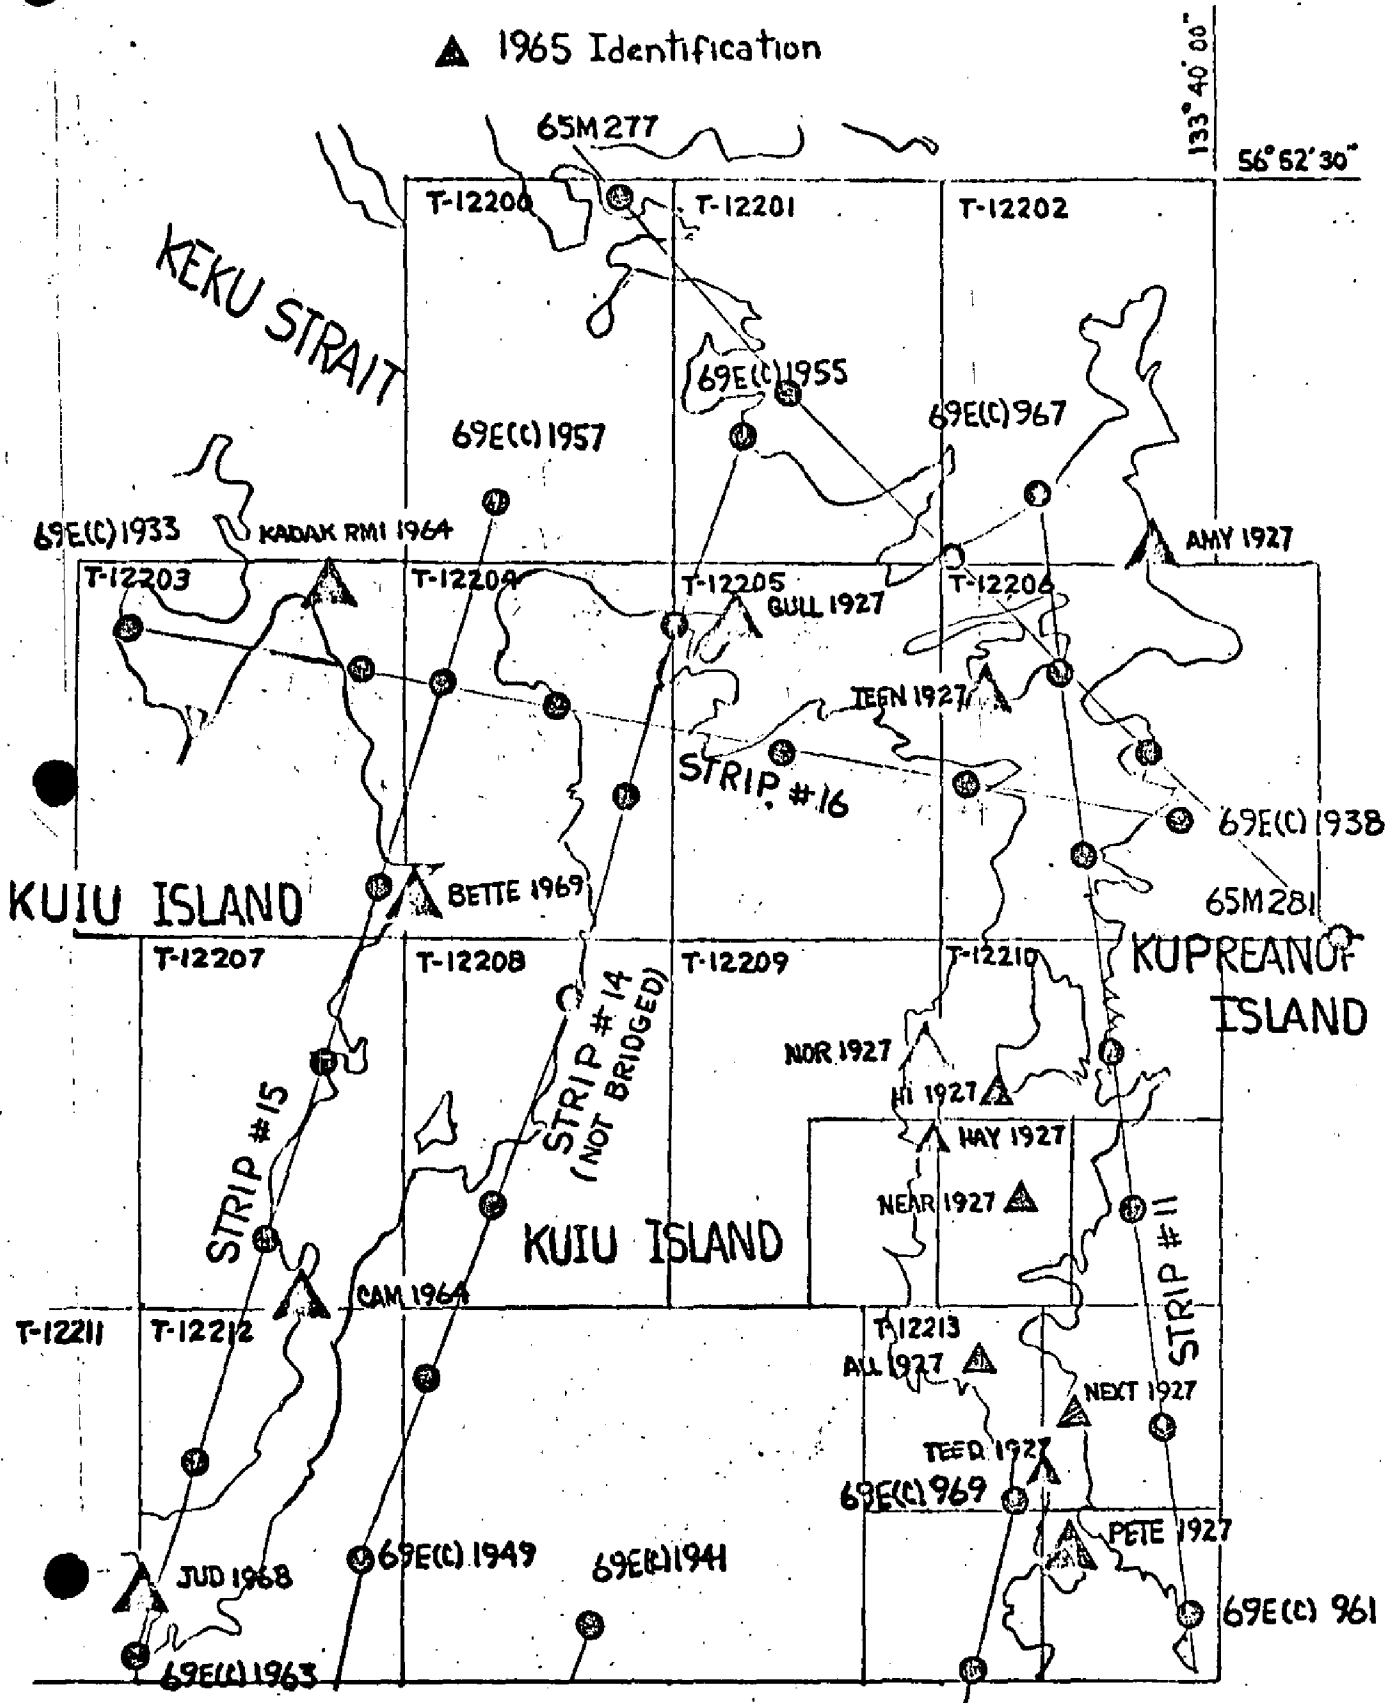 1965 Identification
133° 40' 00"
56° 52' 30"
65M277
T-12200
T-12201
T-12202
KEKU STRAIT
69E(C)1955
69E(C)967
69E(C)1957
69E(C)1933
KADAK RM1 1964
AMY 1927
T-12203
T-12204
T-12205
T-12206
GULL 1927
TEEN 1927
STRIP #16
69E(C)1938
KUIU ISLAND
BETTE 1969
65M281
T-12207
T-12208
T-12209
T-12210
KUPREANOF
ISLAND
STRIP #14
(NOT BRIDGED)
NOR 1927
HI 1927
STRIP #15
HAY 1927
NEAR 1927
KUIU ISLAND
STRIP #11
CAM 1964
T-12211
T-12212
T-12213
ALL 1927
NEXT 1927
TEED 1927
69E(C)969
PETE 1927
JUD 1968
69E(C)1949
69E(C)1941
69E(C) 961
69E(C)1963